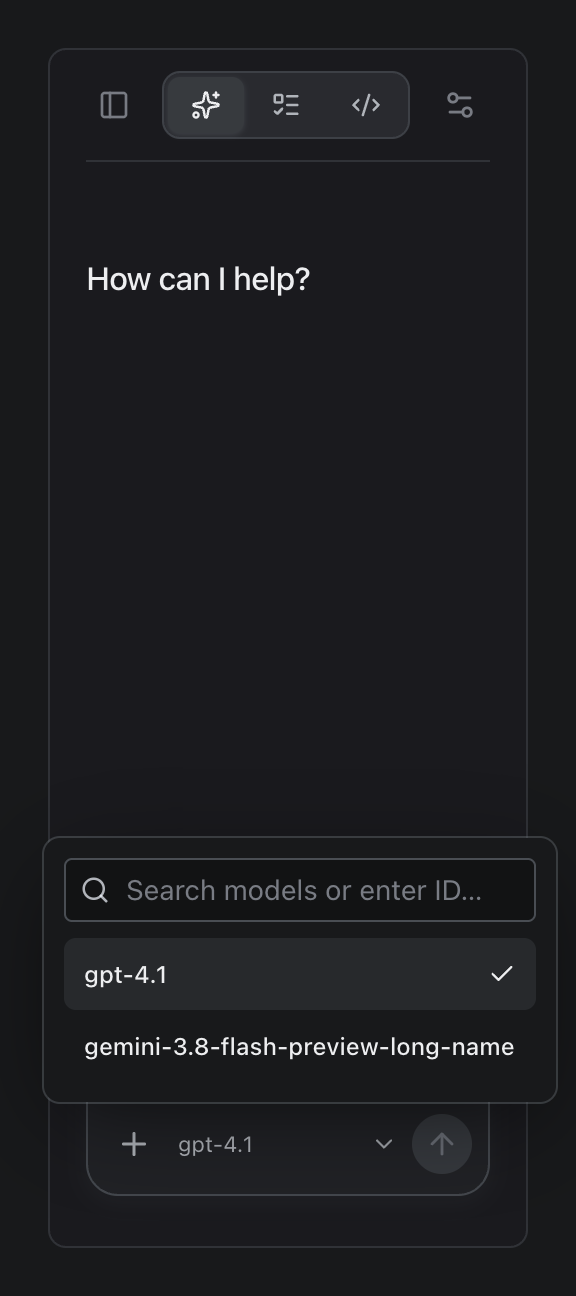 How can I help?
Search models or enter ID...
gpt-4.1
gemini-3.8-flash-preview-long-name
gpt-4.1